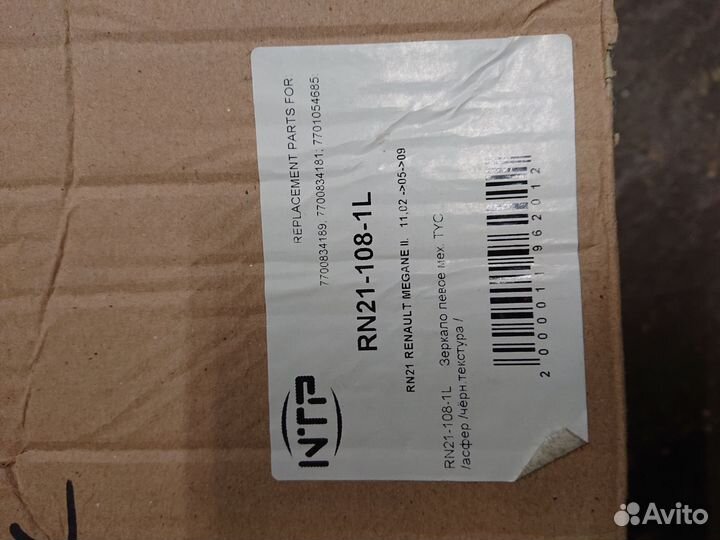 NTP
REPLACEMENT PARTS FOR
7700834189; 7700834181; 7701054685;
RN21-108-1L
RN21 RENAULT MEGANE II. 11,02 ->05->09
RN21-108-1L Зеркало левое мех. TYC
/асфер /чёрн.текстура /
2000011962012
Avito